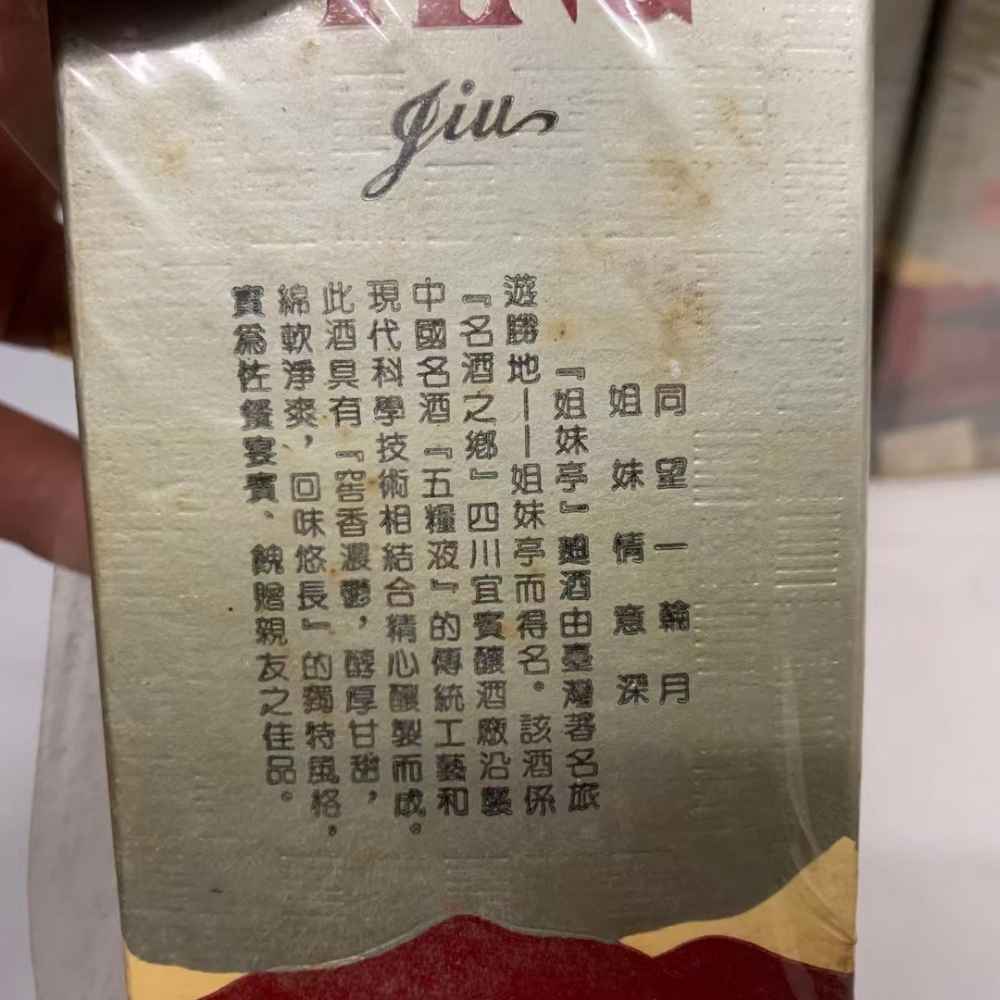 Jiu
同望一輪月
姐妹情意深
『姐妹亭』麯酒由臺灣著名旅
遊勝地——姐妹亭而得名。該酒係
『名酒之鄉』四川宜賓釀酒廠沿襲
中國名酒『五糧液』的傳統工藝和
現代科學技術相結合精心釀製而成。
此酒具有『窖香濃鬱，醇厚甘甜，
綿軟淨爽，回味悠長』的獨特風格，
實爲佐餐宴賓、餽贈親友之佳品。